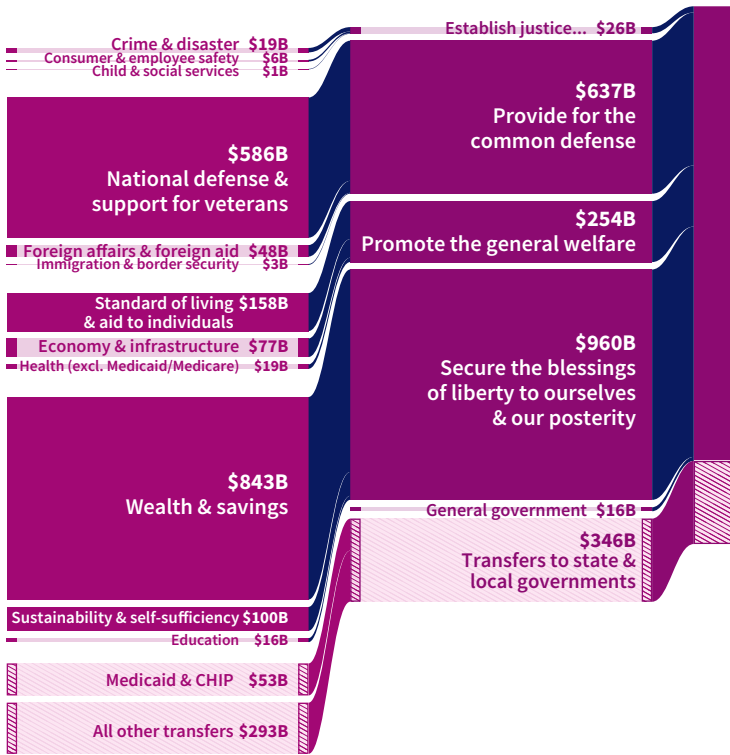 Crime & disaster $19B
Consumer & employee safety $6B
Child & social services $1B
$586B
National defense &
support for veterans
Foreign affairs & foreign aid $48B
Immigration & border security $3B
Standard of living $158B
& aid to individuals
Economy & infrastructure $77B
Health (excl. Medicaid/Medicare) $19B
$843B
Wealth & savings
Sustainability & self-sufficiency $100B
Education $16B
Medicaid & CHIP $53B
All other transfers $293B
Establish justice... $26B
$637B
Provide for the
common defense
$254B
Promote the general welfare
$960B
Secure the blessings
of liberty to ourselves
& our posterity
General government $16B
$346B
Transfers to state &
local governments